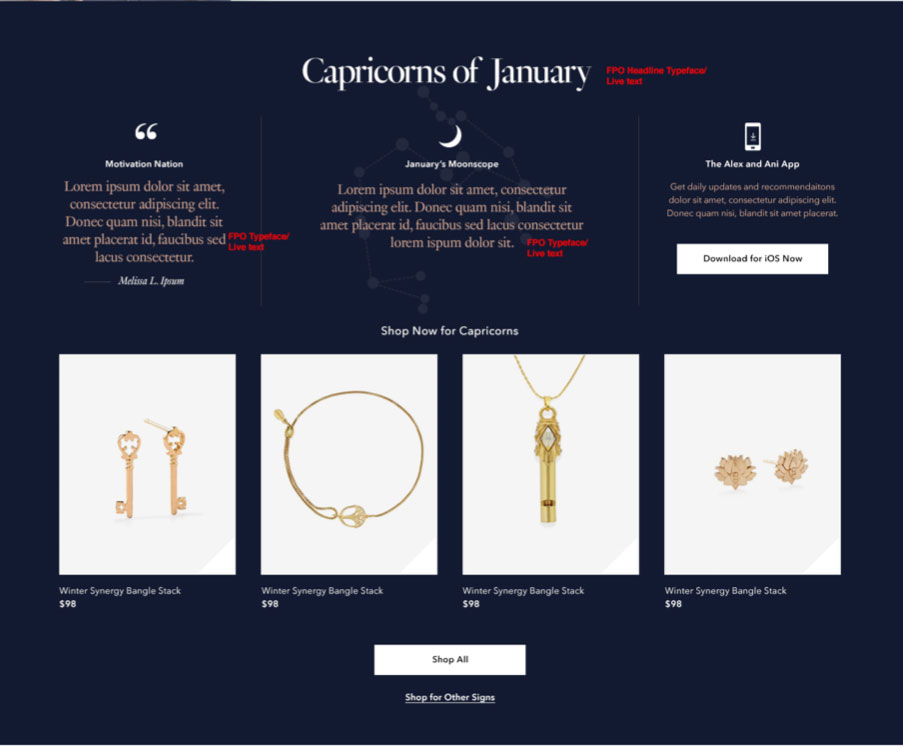 Capricorns of January
FPO Headline Typeface/
Live text
“
Motivation Nation
Lorem ipsum dolor sit amet,
consectetur adipiscing elit.
Donec quam nisi, blandit sit
amet placerat id, faucibus sed
lacus consectetur.
FPO Typeface/
Live text
Melissa L. Ipsum
January's Moonscope
Lorem ipsum dolor sit amet, consectetur
adipiscing elit. Donec quam nisi, blandit sit
amet placerat id, faucibus sed lacus consectetur
lorem ispum dolor sit.
FPO Typeface/
Live text
The Alex and Ani App
Get daily updates and recommendaitons
dolor sit amet, consectetur adipiscing elit.
Donec quam nisi, blandit sit amet placerat.
Download for iOS Now
Shop Now for Capricorns
Winter Synergy Bangle Stack
$98
Winter Synergy Bangle Stack
$98
Winter Synergy Bangle Stack
$98
Winter Synergy Bangle Stack
$98
Shop All
Shop for Other Signs